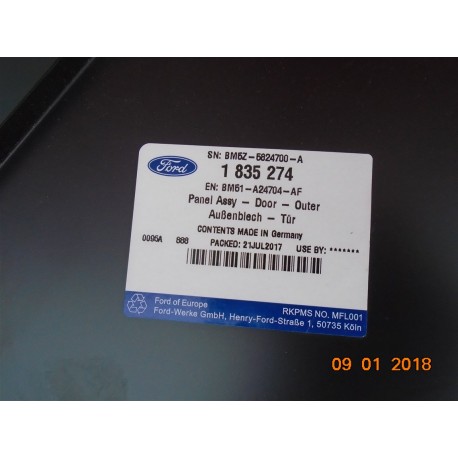 SN: BM5Z-5824700-A
Ford
1 835 274
EN: BM51-A24704-AF
Panel Assy - Door - Outer
Außenblech - Tür
CONTENTS MADE IN Germany
0095A 888 PACKED: 21JUL2017 USE BY: *******
Ford of Europe
Ford-Werke GmbH, Henry-Ford-Straße 1, 50735 Köln
RKPMS NO. MFL001
09 01 2018